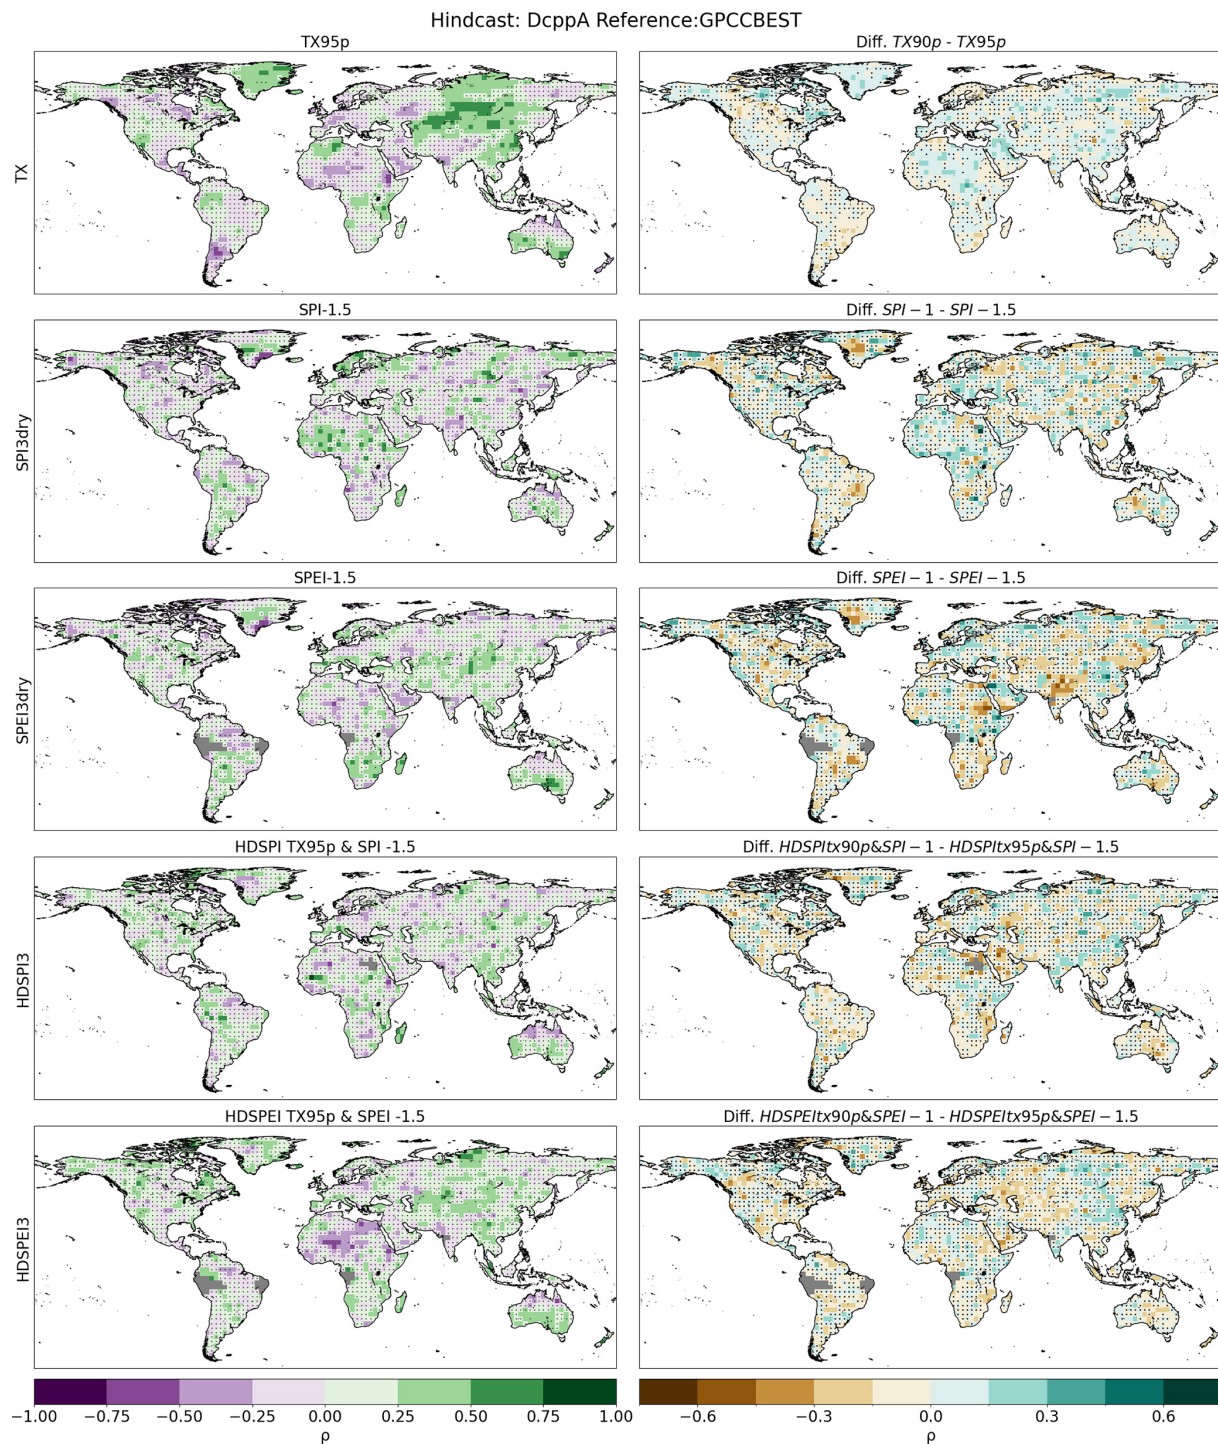 Hindcast: DcppA Reference:GPCCBEST
TX95p
Diff. TX90p - TX95p
TX
SPI-1.5
Diff. SPI − 1 - SPI − 1.5
SPI3dry
SPEI-1.5
Diff. SPEI − 1 - SPEI − 1.5
SPEI3dry
HDSPI TX95p & SPI -1.5
Diff. HDSPItx90p&SPI − 1 - HDSPItx95p&SPI − 1.5
HDSPI3
HDSPEI TX95p & SPEI -1.5
Diff. HDSPEItx90p&SPEI − 1 - HDSPEItx95p&SPEI − 1.5
HDSPEI3
−1.00 −0.75 −0.50 −0.25 0.00 0.25 0.50 0.75 1.00
ρ
−0.6 −0.3 0.0 0.3 0.6
ρ